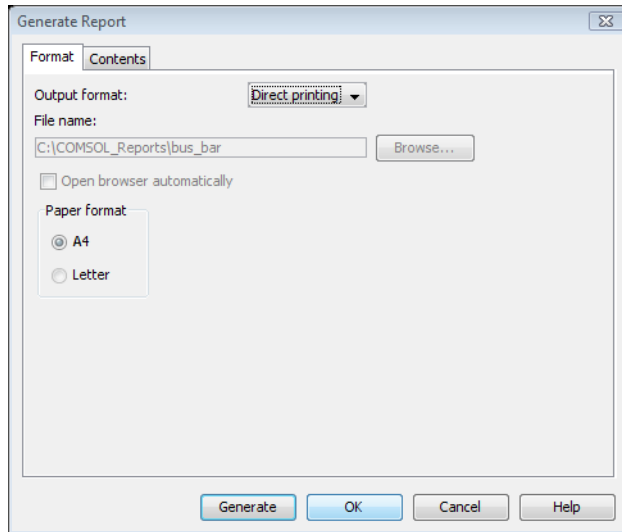 Generate Report
Format Contents
Output format: Direct printing
File name:
C:\COMSOL_Reports\bus_bar Browse...
Open browser automatically
Paper format
A4
Letter
Generate OK Cancel Help